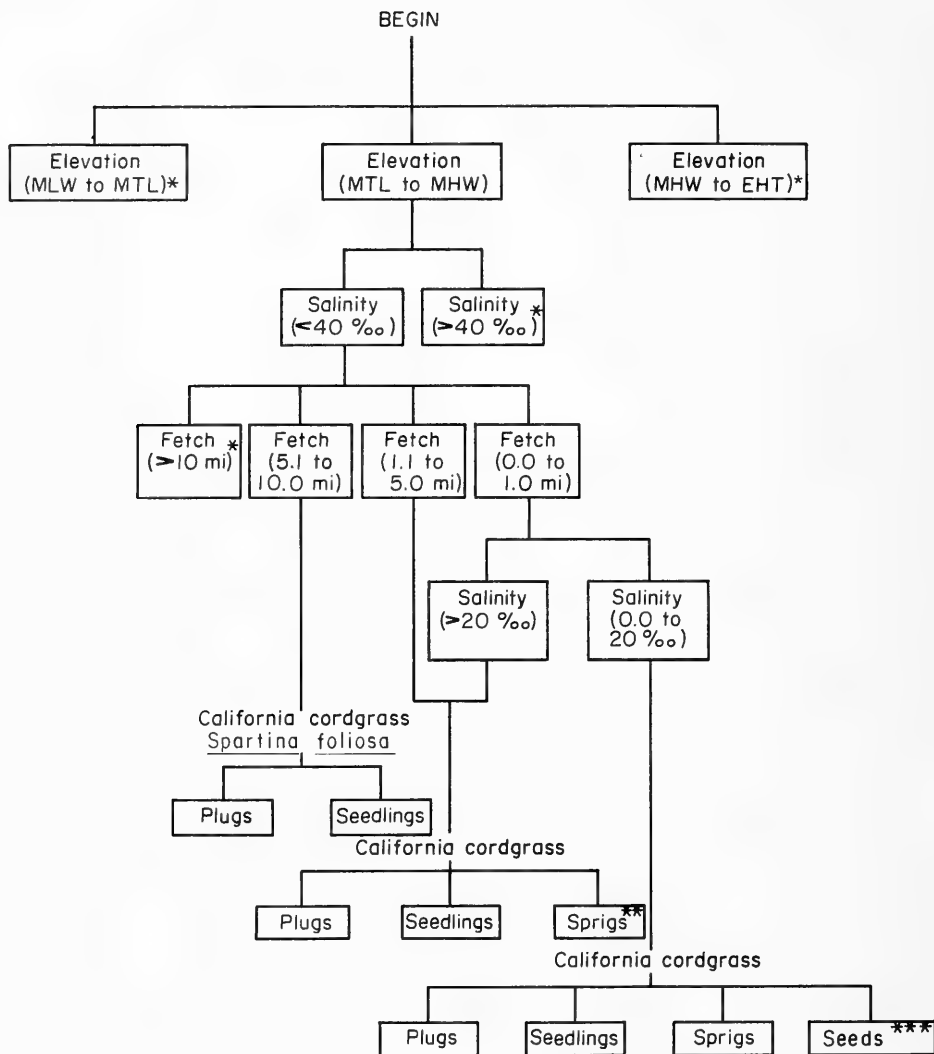 BEGIN
Elevation
(MLW to MTL)*
Elevation
(MTL to MHW)
Elevation
(MHW to EHT)*
Salinity
(<40 ‰)
Salinity
(>40 ‰)*
Fetch
(>10 mi)*
Fetch
(5.1 to
10.0 mi)
Fetch
(1.1 to
5.0 mi)
Fetch
(0.0 to
1.0 mi)
Salinity
(>20 ‰)
Salinity
(0.0 to
20 ‰)
California cordgrass
Spartina foliosa
Plugs
Seedlings
California cordgrass
Plugs
Seedlings
Sprigs**
California cordgrass
Plugs
Seedlings
Sprigs
Seeds***